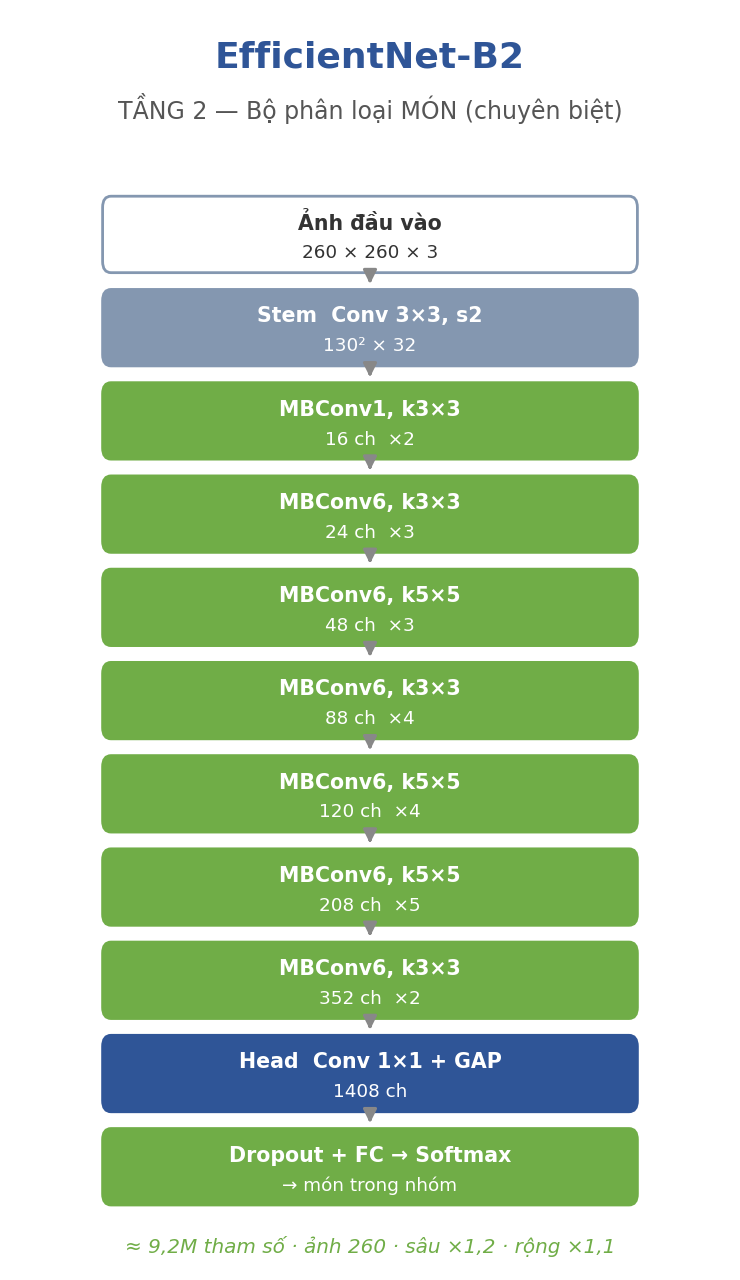 EfficientNet-B2
TẦNG 2 — Bộ phân loại MÓN (chuyên biệt)
Ảnh đầu vào
260 × 260 × 3
Stem  Conv 3×3, s2
130² × 32
MBConv1, k3×3
16 ch  ×2
MBConv6, k3×3
24 ch  ×3
MBConv6, k5×5
48 ch  ×3
MBConv6, k3×3
88 ch  ×4
MBConv6, k5×5
120 ch  ×4
MBConv6, k5×5
208 ch  ×5
MBConv6, k3×3
352 ch  ×2
Head  Conv 1×1 + GAP
1408 ch
Dropout + FC → Softmax
→ món trong nhóm
≈ 9,2M tham số · ảnh 260 · sâu ×1,2 · rộng ×1,1